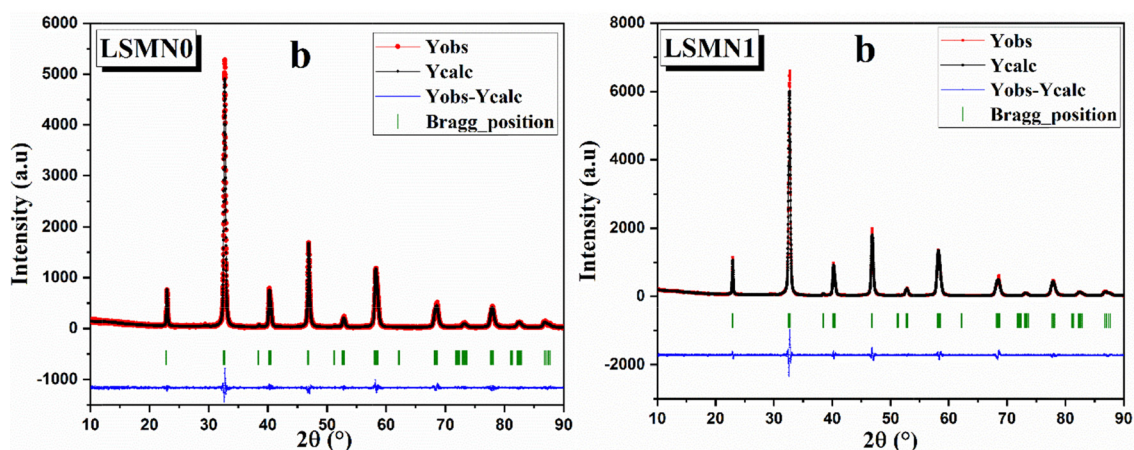 LSMN0
b
Yobs
Ycalc
Yobs-Ycalc
Bragg_position
Intensity (a.u)
6000
5000
4000
3000
2000
1000
0
-1000
10 20 30 40 50 60 70 80 90
2θ (°)
LSMN1
b
Yobs
Ycalc
Yobs-Ycalc
Bragg_position
Intensity (a.u)
8000
6000
4000
2000
0
-2000
10 20 30 40 50 60 70 80 90
2θ (°)